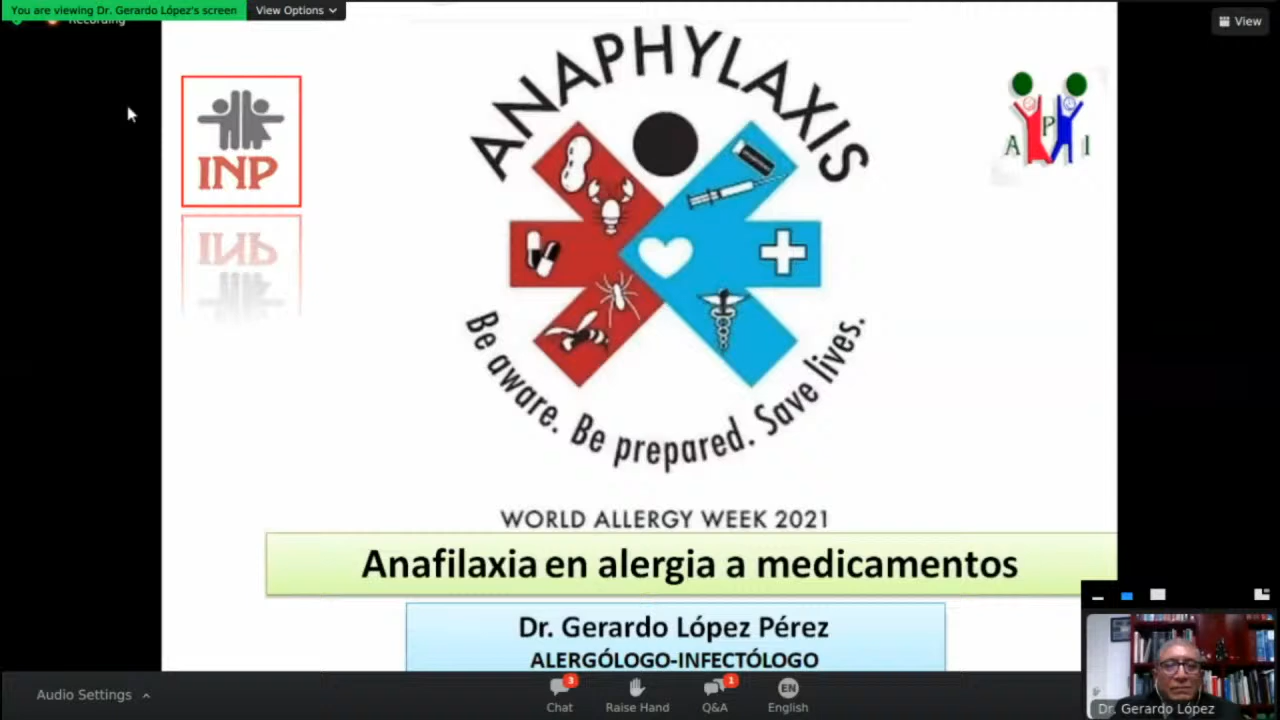 You are viewing Dr. Gerardo López's screen
View Options
Recording
View
INP
ANAPHYLAXIS
A P I
Be aware. Be prepared. Save lives.
WORLD ALLERGY WEEK 2021
Anafilaxia en alergia a medicamentos
Dr. Gerardo López Pérez
ALERGÓLOGO-INFECTÓLOGO
Dr. Gerardo López
Audio Settings
3
Chat
Raise Hand
1
Q&A
EN
English